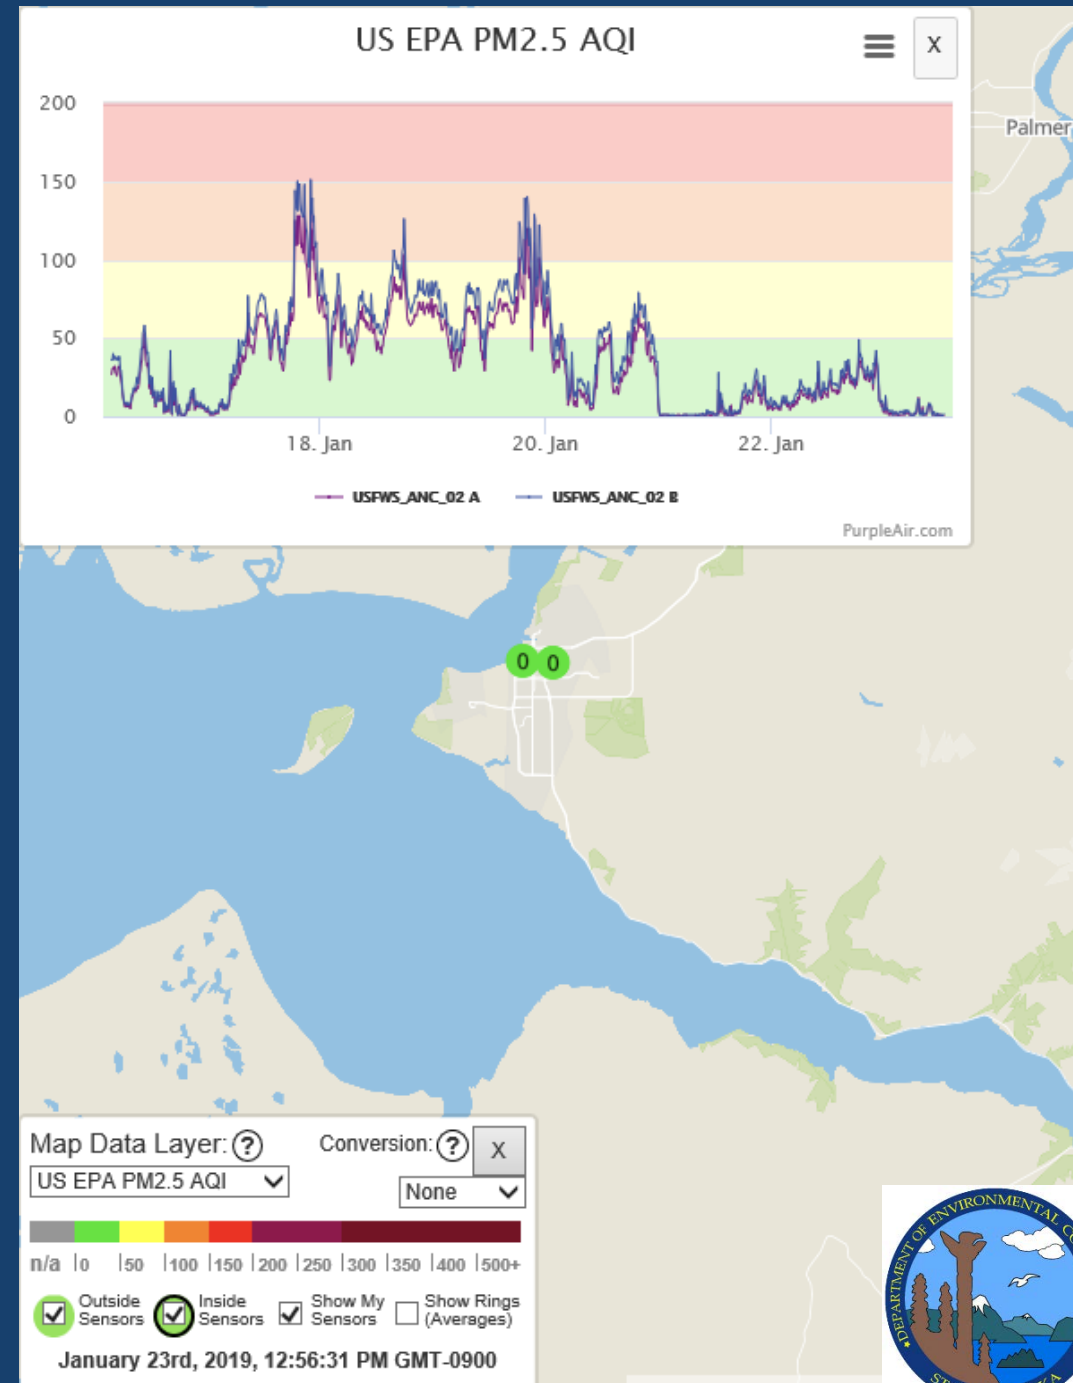 US EPA PM2.5 AQI
X
200
150
100
50
0
18. Jan
20. Jan
22. Jan
USFWS_ANC_02 A
USFWS_ANC_02 B
PurpleAir.com
Palmer
0 0
Map Data Layer: ?
Conversion: ?
X
US EPA PM2.5 AQI
None
n/a |0 |50 |100 |150 |200 |250 |300 |350 |400 |500+
Outside Sensors
Inside Sensors
Show My Sensors
Show Rings (Averages)
January 23rd, 2019, 12:56:31 PM GMT-0900
DEPARTMENT OF ENVIRONMENTAL